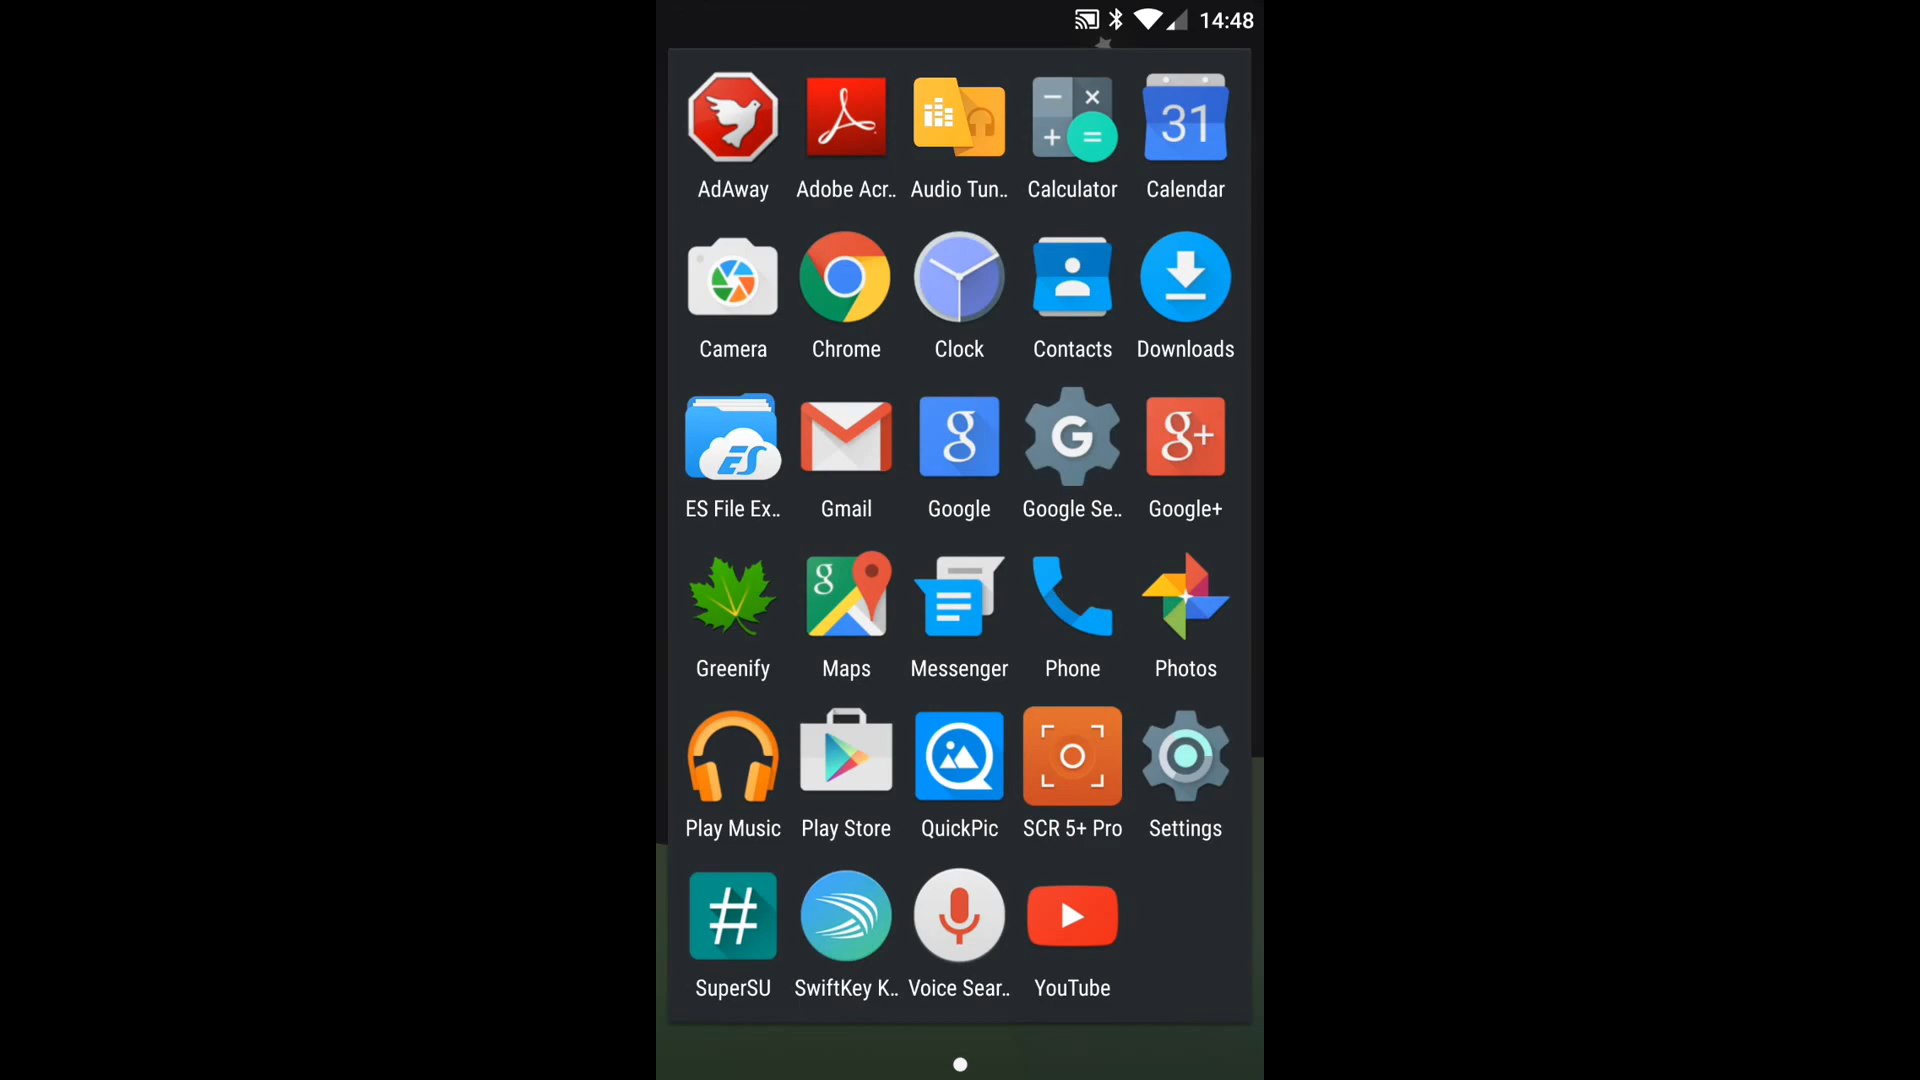 14:48
31
AdAway Adobe Acr.. Audio Tun.. Calculator Calendar
Camera Chrome Clock Contacts Downloads
ES g G g+
ES File Ex.. Gmail Google Google Se.. Google+
g
Greenify Maps Messenger Phone Photos
Play Music Play Store QuickPic SCR 5+ Pro Settings
#
SuperSU SwiftKey K.. Voice Sear.. YouTube